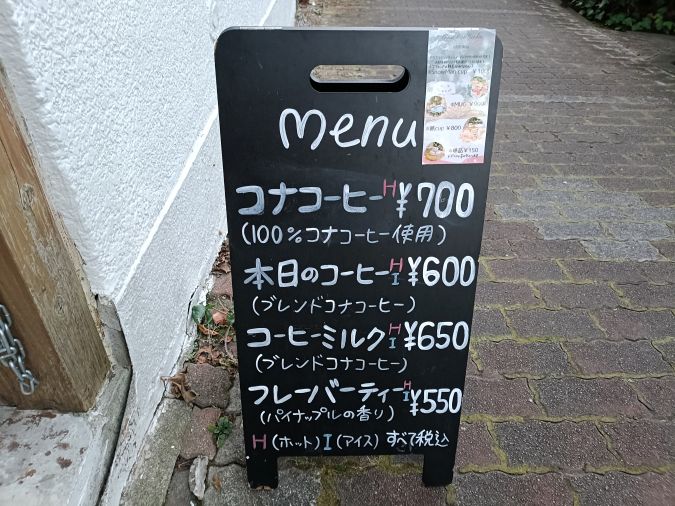 menu
コナコーヒー H ¥700
(100%コナコーヒー使用)
本日のコーヒー H I ¥600
(ブレンドコナコーヒー)
コーヒーミルク H I ¥650
(ブレンドコナコーヒー)
フレーバーティー H I ¥550
(パイナップルの香り)
H(ホット) I(アイス) すべて税込
cup ¥800